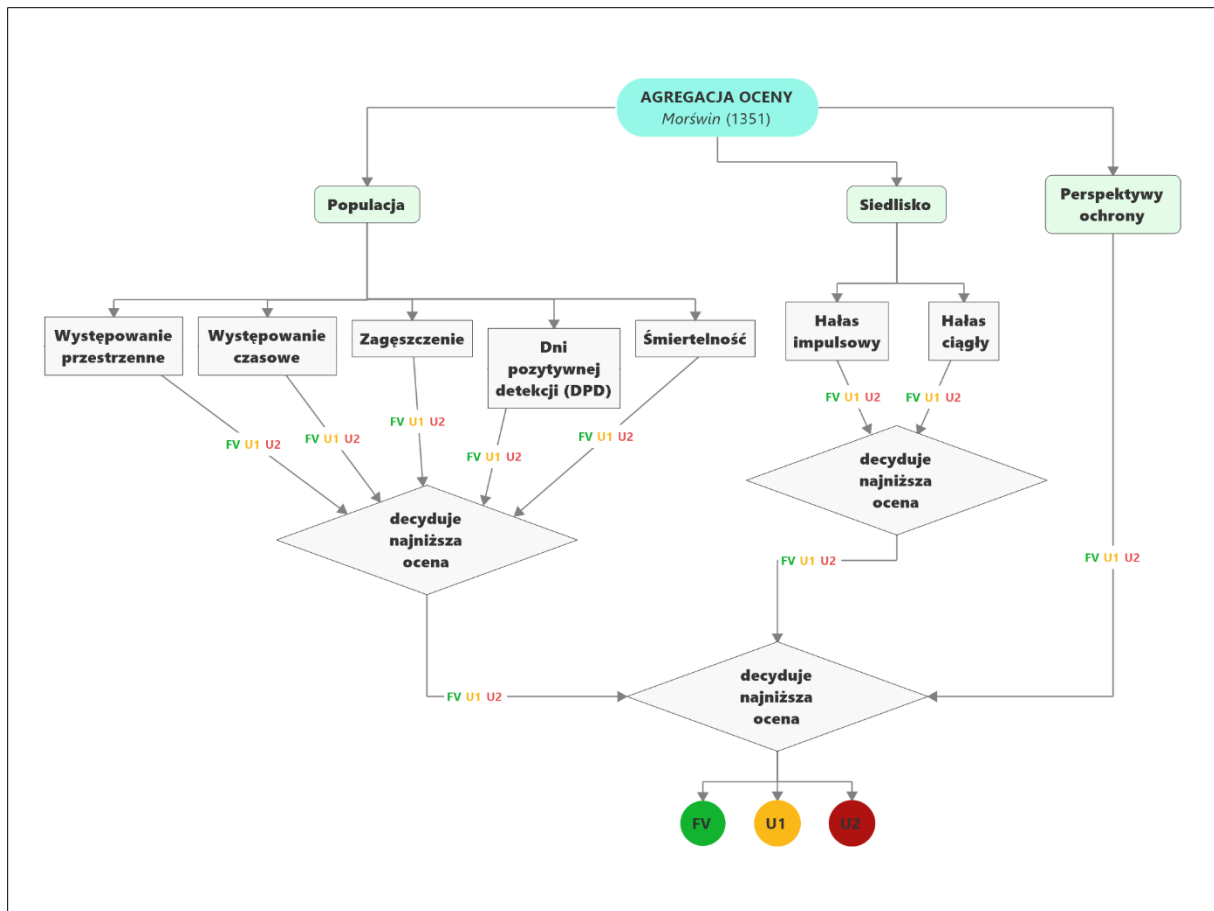 AGREGACJA OCENY
Morświn (1351)
Populacja
Siedlisko
Perspektywy
ochrony
Występowanie
przestrzenne
Występowanie
czasowe
Zagęszczenie
Dni
pozytywnej
detekcji (DPD)
Śmiertelność
Hałas
impulsowy
Hałas
ciągły
FV U1 U2
FV U1 U2
FV U1 U2
FV U1 U2
FV U1 U2
FV U1 U2
FV U1 U2
decyduje
najniższa
ocena
decyduje
najniższa
ocena
FV U1 U2
FV U1 U2
FV U1 U2
decyduje
najniższa
ocena
FV
U1
U2